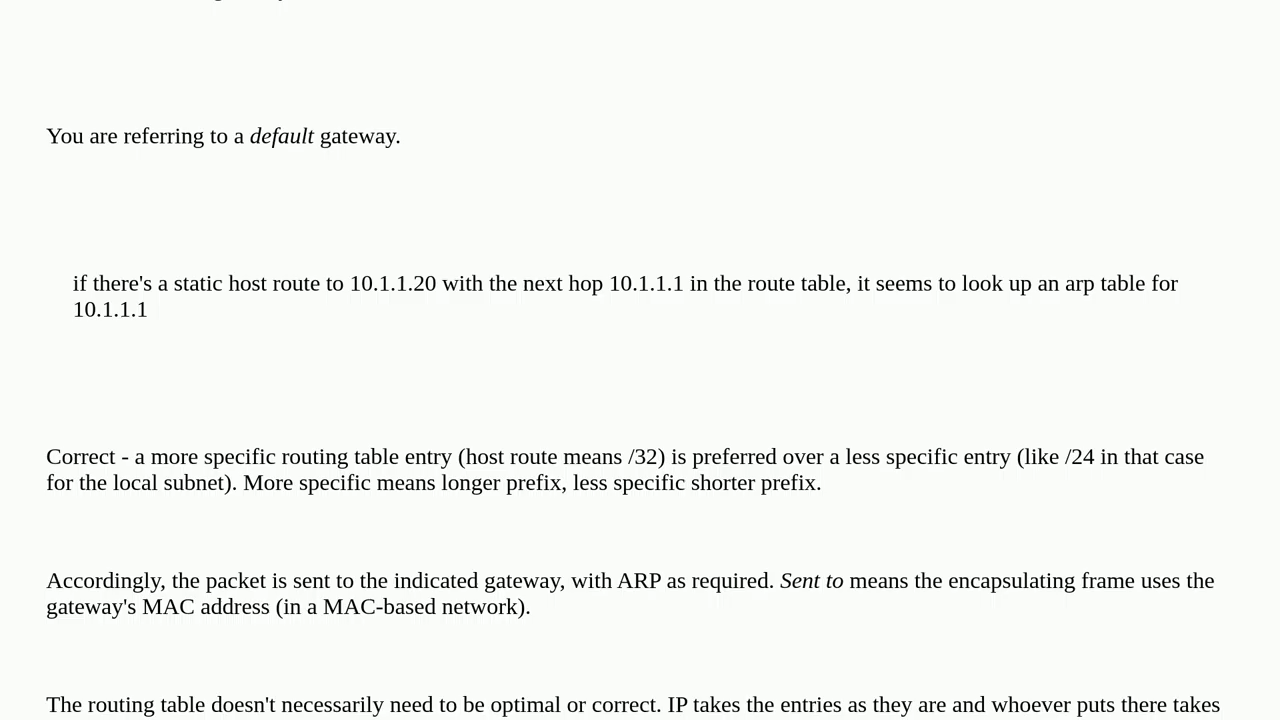 You are referring to a default gateway.
if there's a static host route to 10.1.1.20 with the next hop 10.1.1.1 in the route table, it seems to look up an arp table for
10.1.1.1
Correct - a more specific routing table entry (host route means /32) is preferred over a less specific entry (like /24 in that case
for the local subnet). More specific means longer prefix, less specific shorter prefix.
Accordingly, the packet is sent to the indicated gateway, with ARP as required. Sent to means the encapsulating frame uses the
gateway's MAC address (in a MAC-based network).
The routing table doesn't necessarily need to be optimal or correct. IP takes the entries as they are and whoever puts there takes